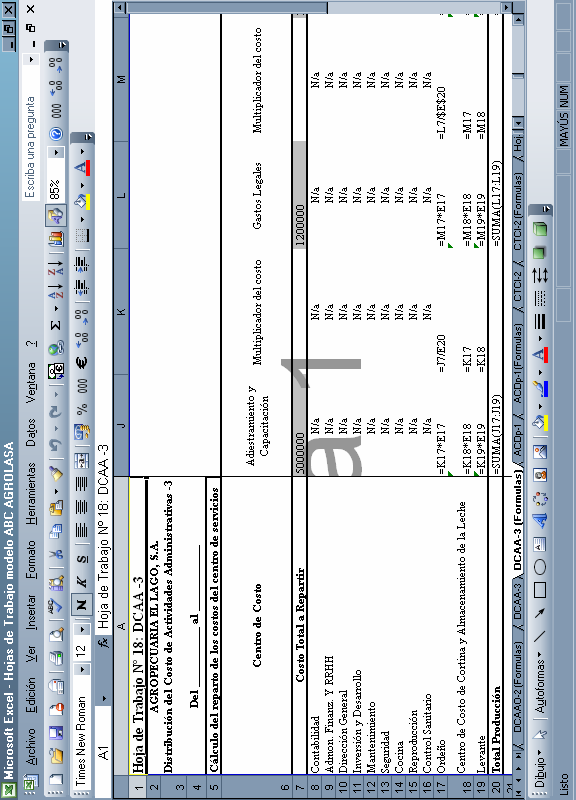 Microsoft Excel - Hojas de Trabajo modelo ABC AGROLASA
Archivo Edición Ver Insertar Formato Herramientas Datos Ventana ? Escriba una pregunta
85%
Times New Roman 12 N K S % 000 €
A1 fx Hoja de Trabajo Nº 18: DCAA -3
A J K L M
1 Hoja de Trabajo Nº 18: DCAA -3
2 AGROPECUARIA EL LAGO, S.A.
3 Distribución del Costo de Actividades Administrativas -3
4 Del ________ al ________
5 Cálculo del reparto de los costos del centro de servicios
6 Centro de Costo Adiestramiento y Capacitación Multiplicador del costo Gastos Legales Multiplicador del costo
7 Costo Total a Repartir 5000000 1200000
8 Contabilidad N/a N/a N/a N/a
9 Admon. Finanz. Y RRHH N/a N/a N/a N/a
10 Dirección General N/a N/a N/a N/a
11 Inversión y Desarrollo N/a N/a N/a N/a
12 Mantenimiento N/a N/a N/a N/a
13 Seguridad N/a N/a N/a N/a
14 Cocina N/a N/a N/a N/a
15 Reproducción N/a N/a N/a N/a
16 Control Sanitario N/a N/a N/a N/a
17 Ordeño =K17*E17 =J7/E20 =M17*E17 =L7/$E$20
18 Centro de Costo de Cortina y Almacenamiento de la Leche =K18*E18 =K17 =M18*E18 =M17
19 Levante =K19*E19 =K18 =M19*E19 =M18
20 Total Producción =SUMA(J17:J19) =SUMA(L17:L19)
21
a 1
DCAAO-2 (Formulas) DCAA-3 DCAA-3 (Formulas) ACDp-1 ACDp-1(Formulas) CTCI-2 CTCI-2 (Formulas) Hoj
Dibujo Autoformas
Listo MAYÚS NUM